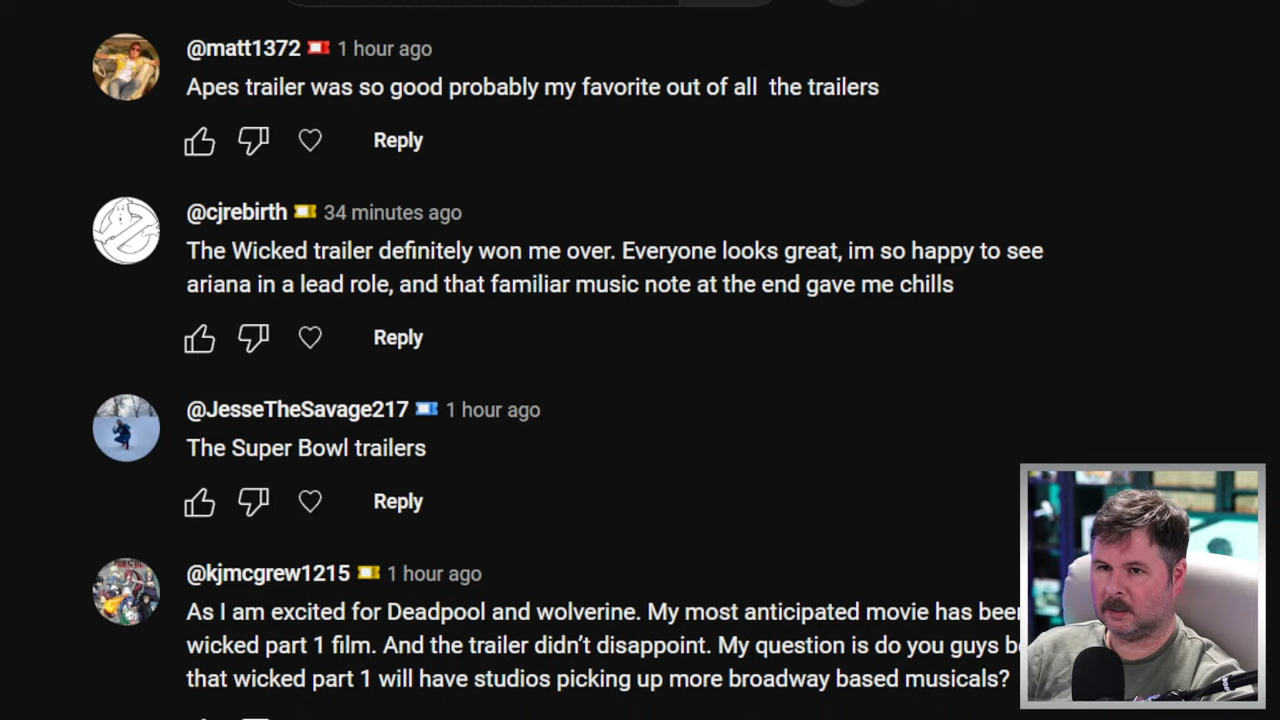 @matt1372 1 hour ago
Apes trailer was so good probably my favorite out of all  the trailers
Reply
@cjrebirth 34 minutes ago
The Wicked trailer definitely won me over. Everyone looks great, im so happy to see
ariana in a lead role, and that familiar music note at the end gave me chills
Reply
@JesseTheSavage217 1 hour ago
The Super Bowl trailers
Reply
@kjmcgrew1215 1 hour ago
As I am excited for Deadpool and wolverine. My most anticipated movie has been
wicked part 1 film. And the trailer didn’t disappoint. My question is do you guys
that wicked part 1 will have studios picking up more broadway based musicals?